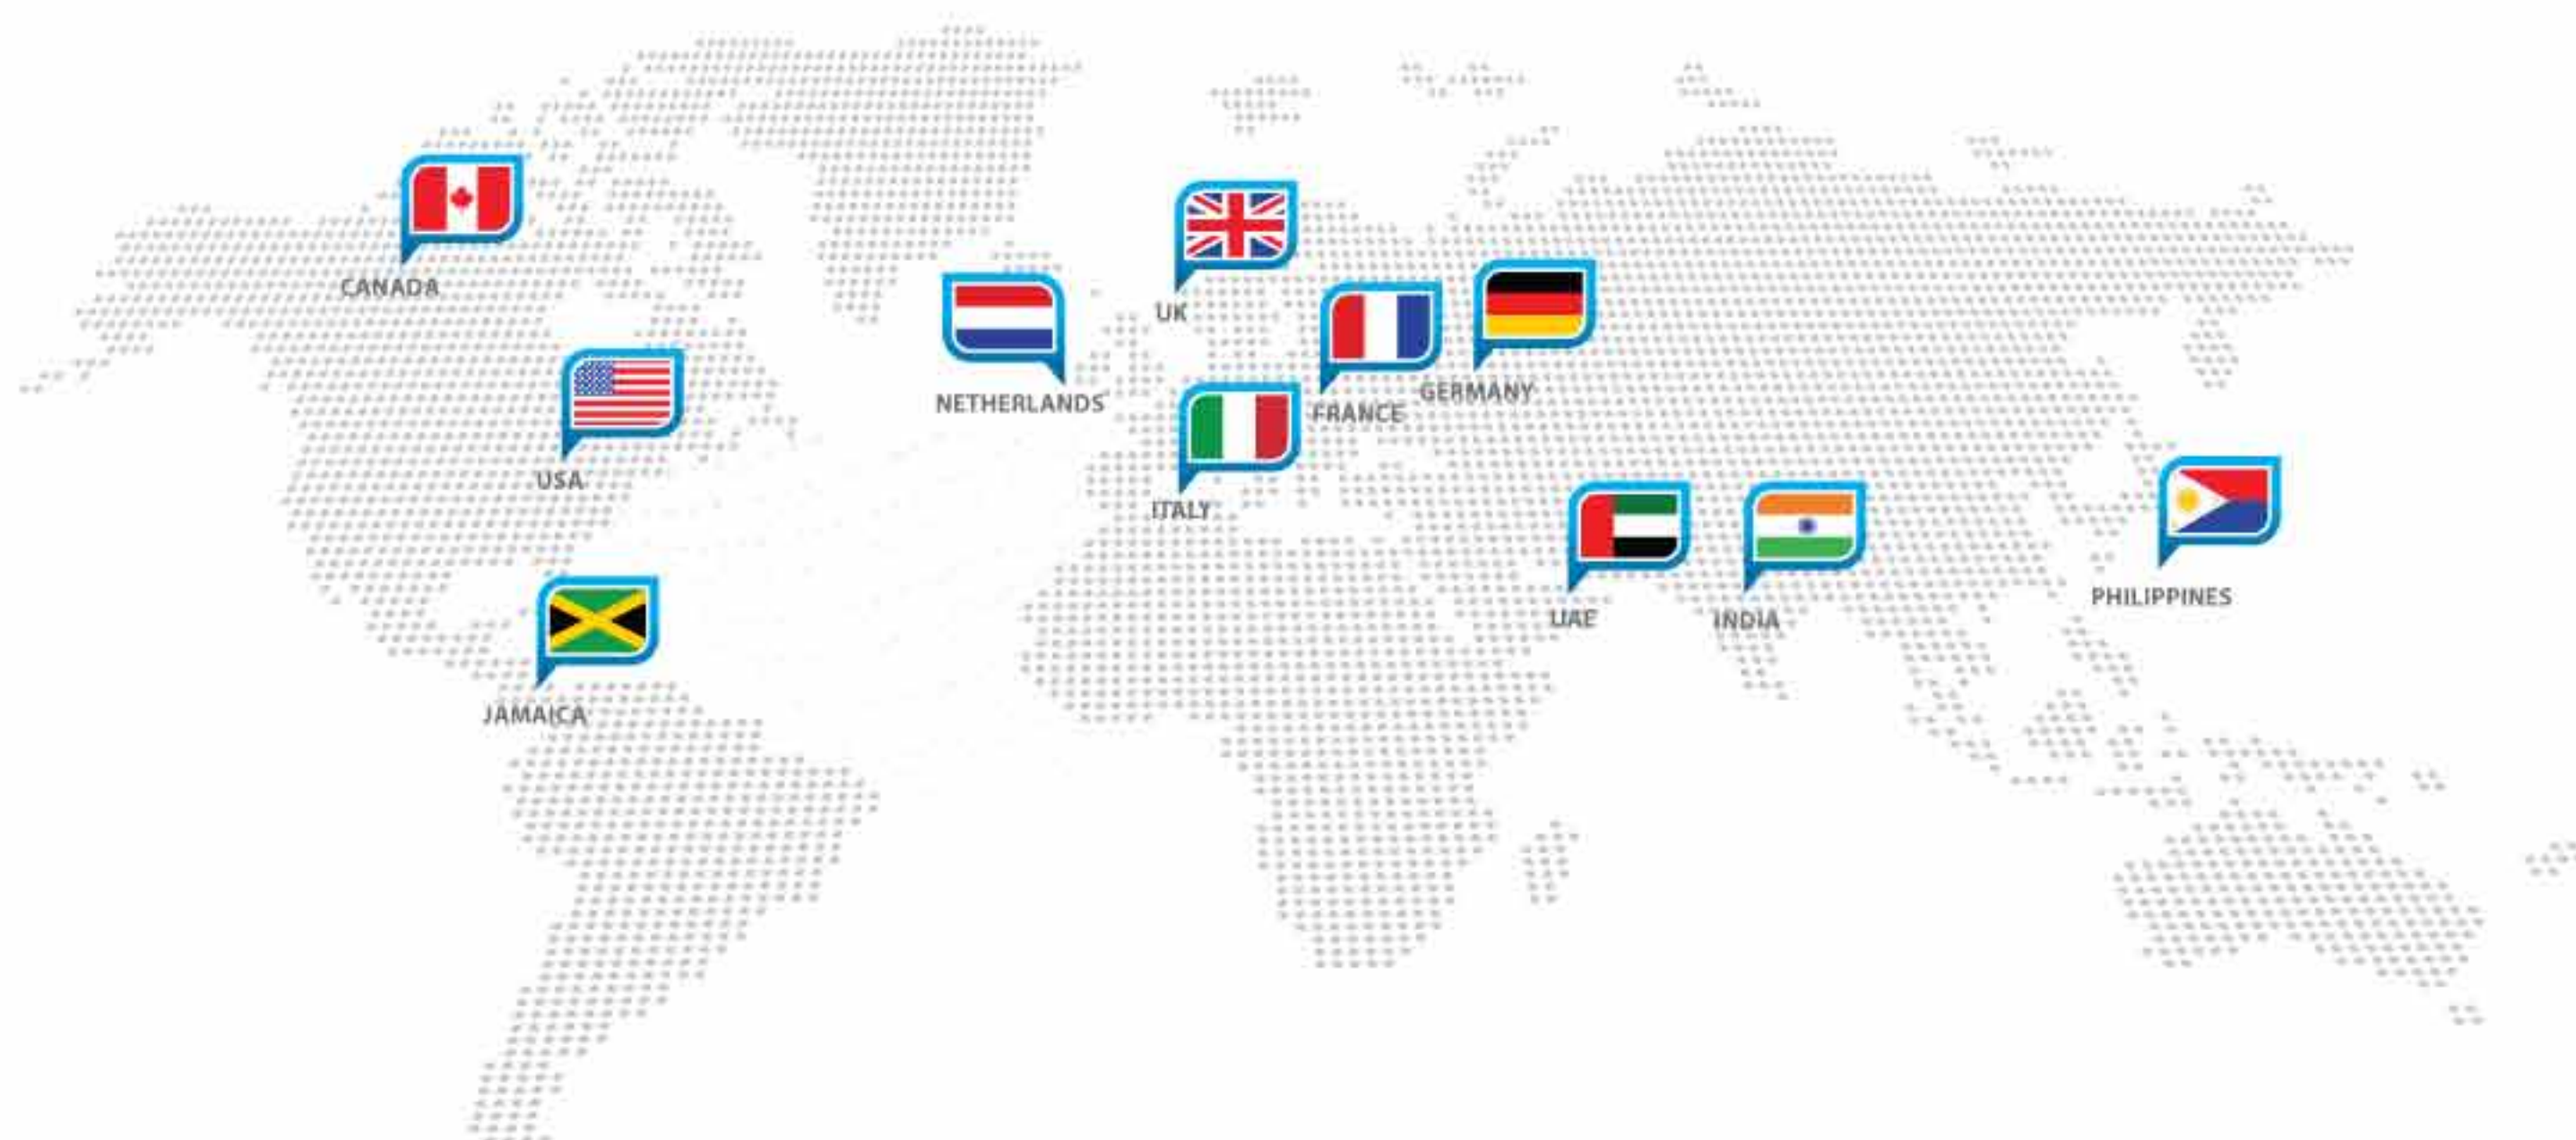 CANADA
UK
GERMANY
NETHERLANDS
FRANCE
USA
ITALY
PHILIPPINES
UAE
INDIA
JAMAICA